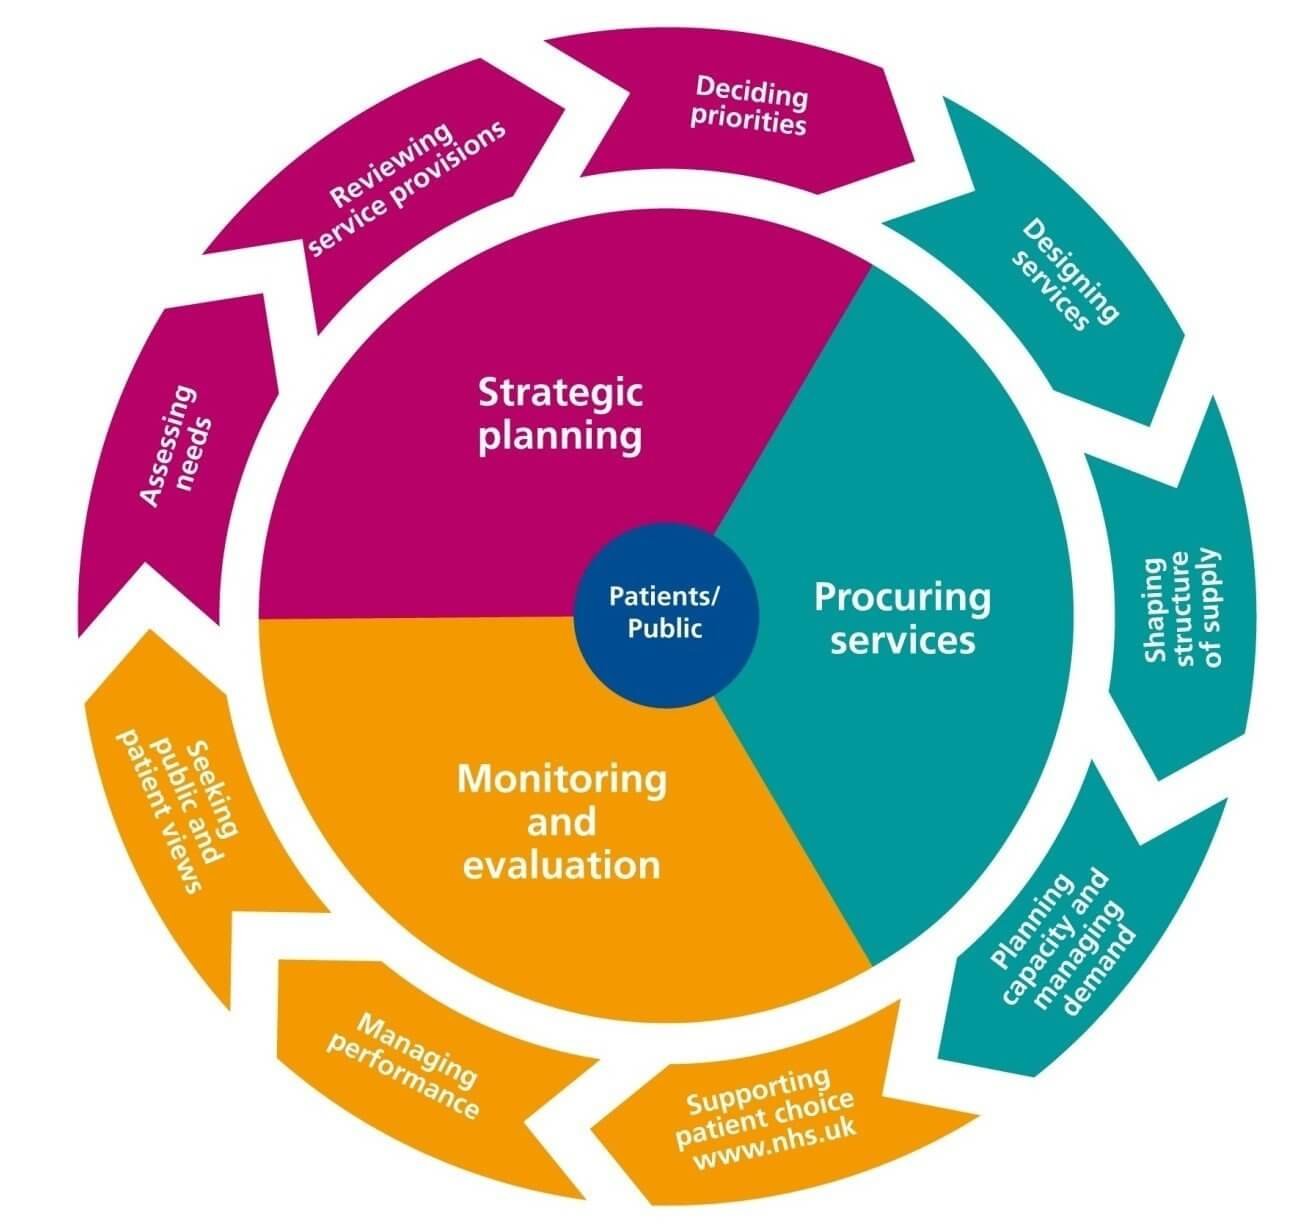 Deciding
priorities
Reviewing
service provisions
Designing
services
Assessing
needs
Strategic
planning
Patients/
Public
Procuring
services
Shaping
structure
of supply
Monitoring
and
evaluation
Seeking
public and
patient views
Planning
capacity and
managing
demand
Managing
performance
Supporting
patient choice
www.nhs.uk